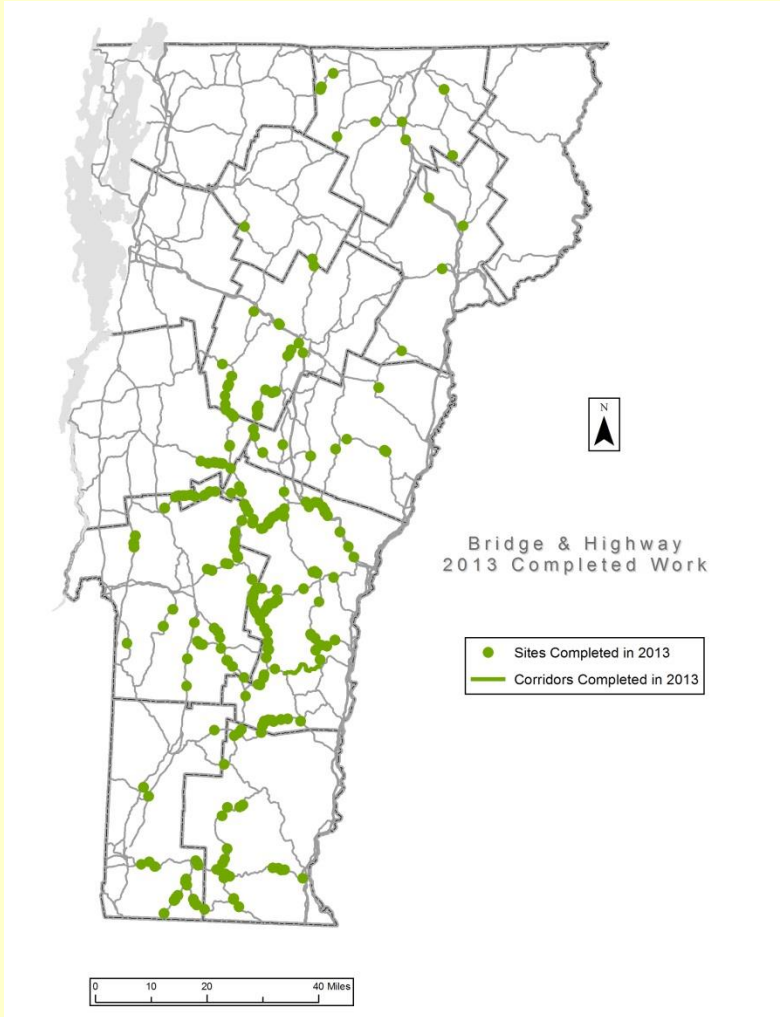 N
Bridge & Highway
2013 Completed Work
Sites Completed in 2013
Corridors Completed in 2013
0 10 20 40 Miles